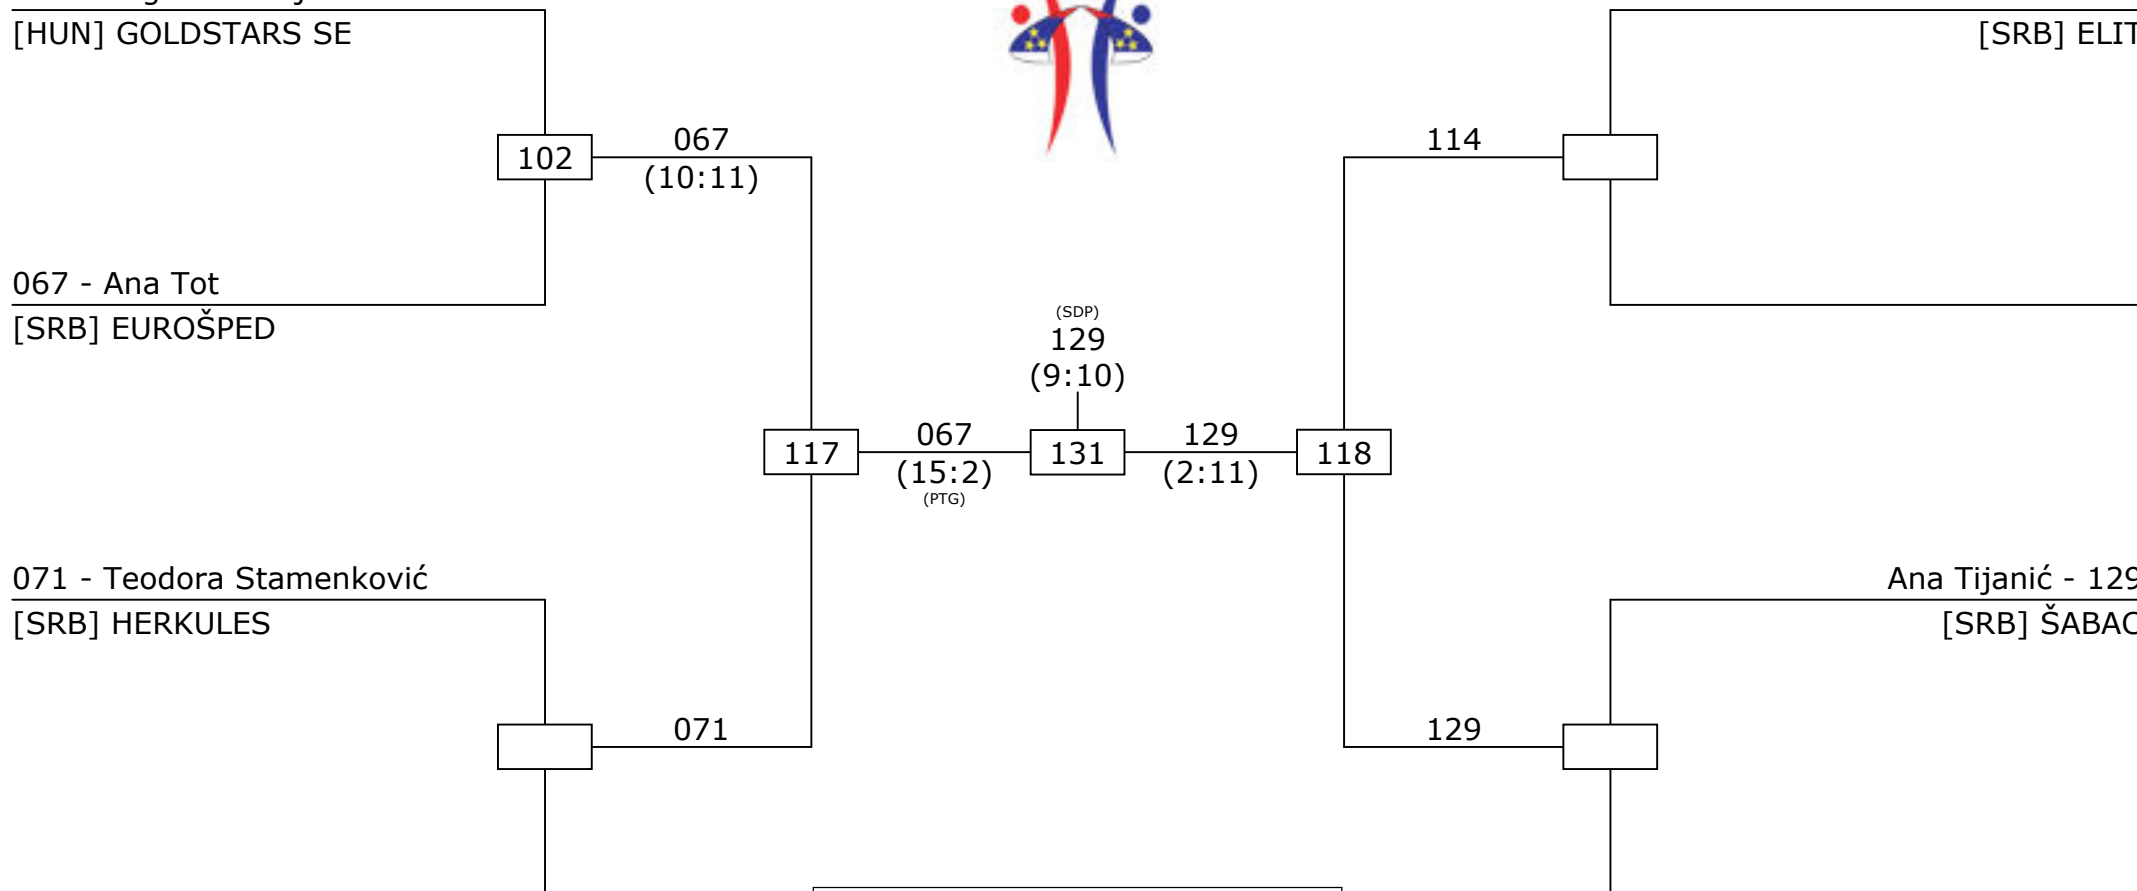 [HUN] GOLDSTARS SE
[SRB] ELIT
102
067
(10:11)
114
067 - Ana Tot
[SRB] EUROŠPED
(SDP)
129
(9:10)
117
067
(15:2)
(PTG)
131
129
(2:11)
118
071 - Teodora Stamenković
[SRB] HERKULES
Ana Tijanić - 129
[SRB] ŠABAC
071
129